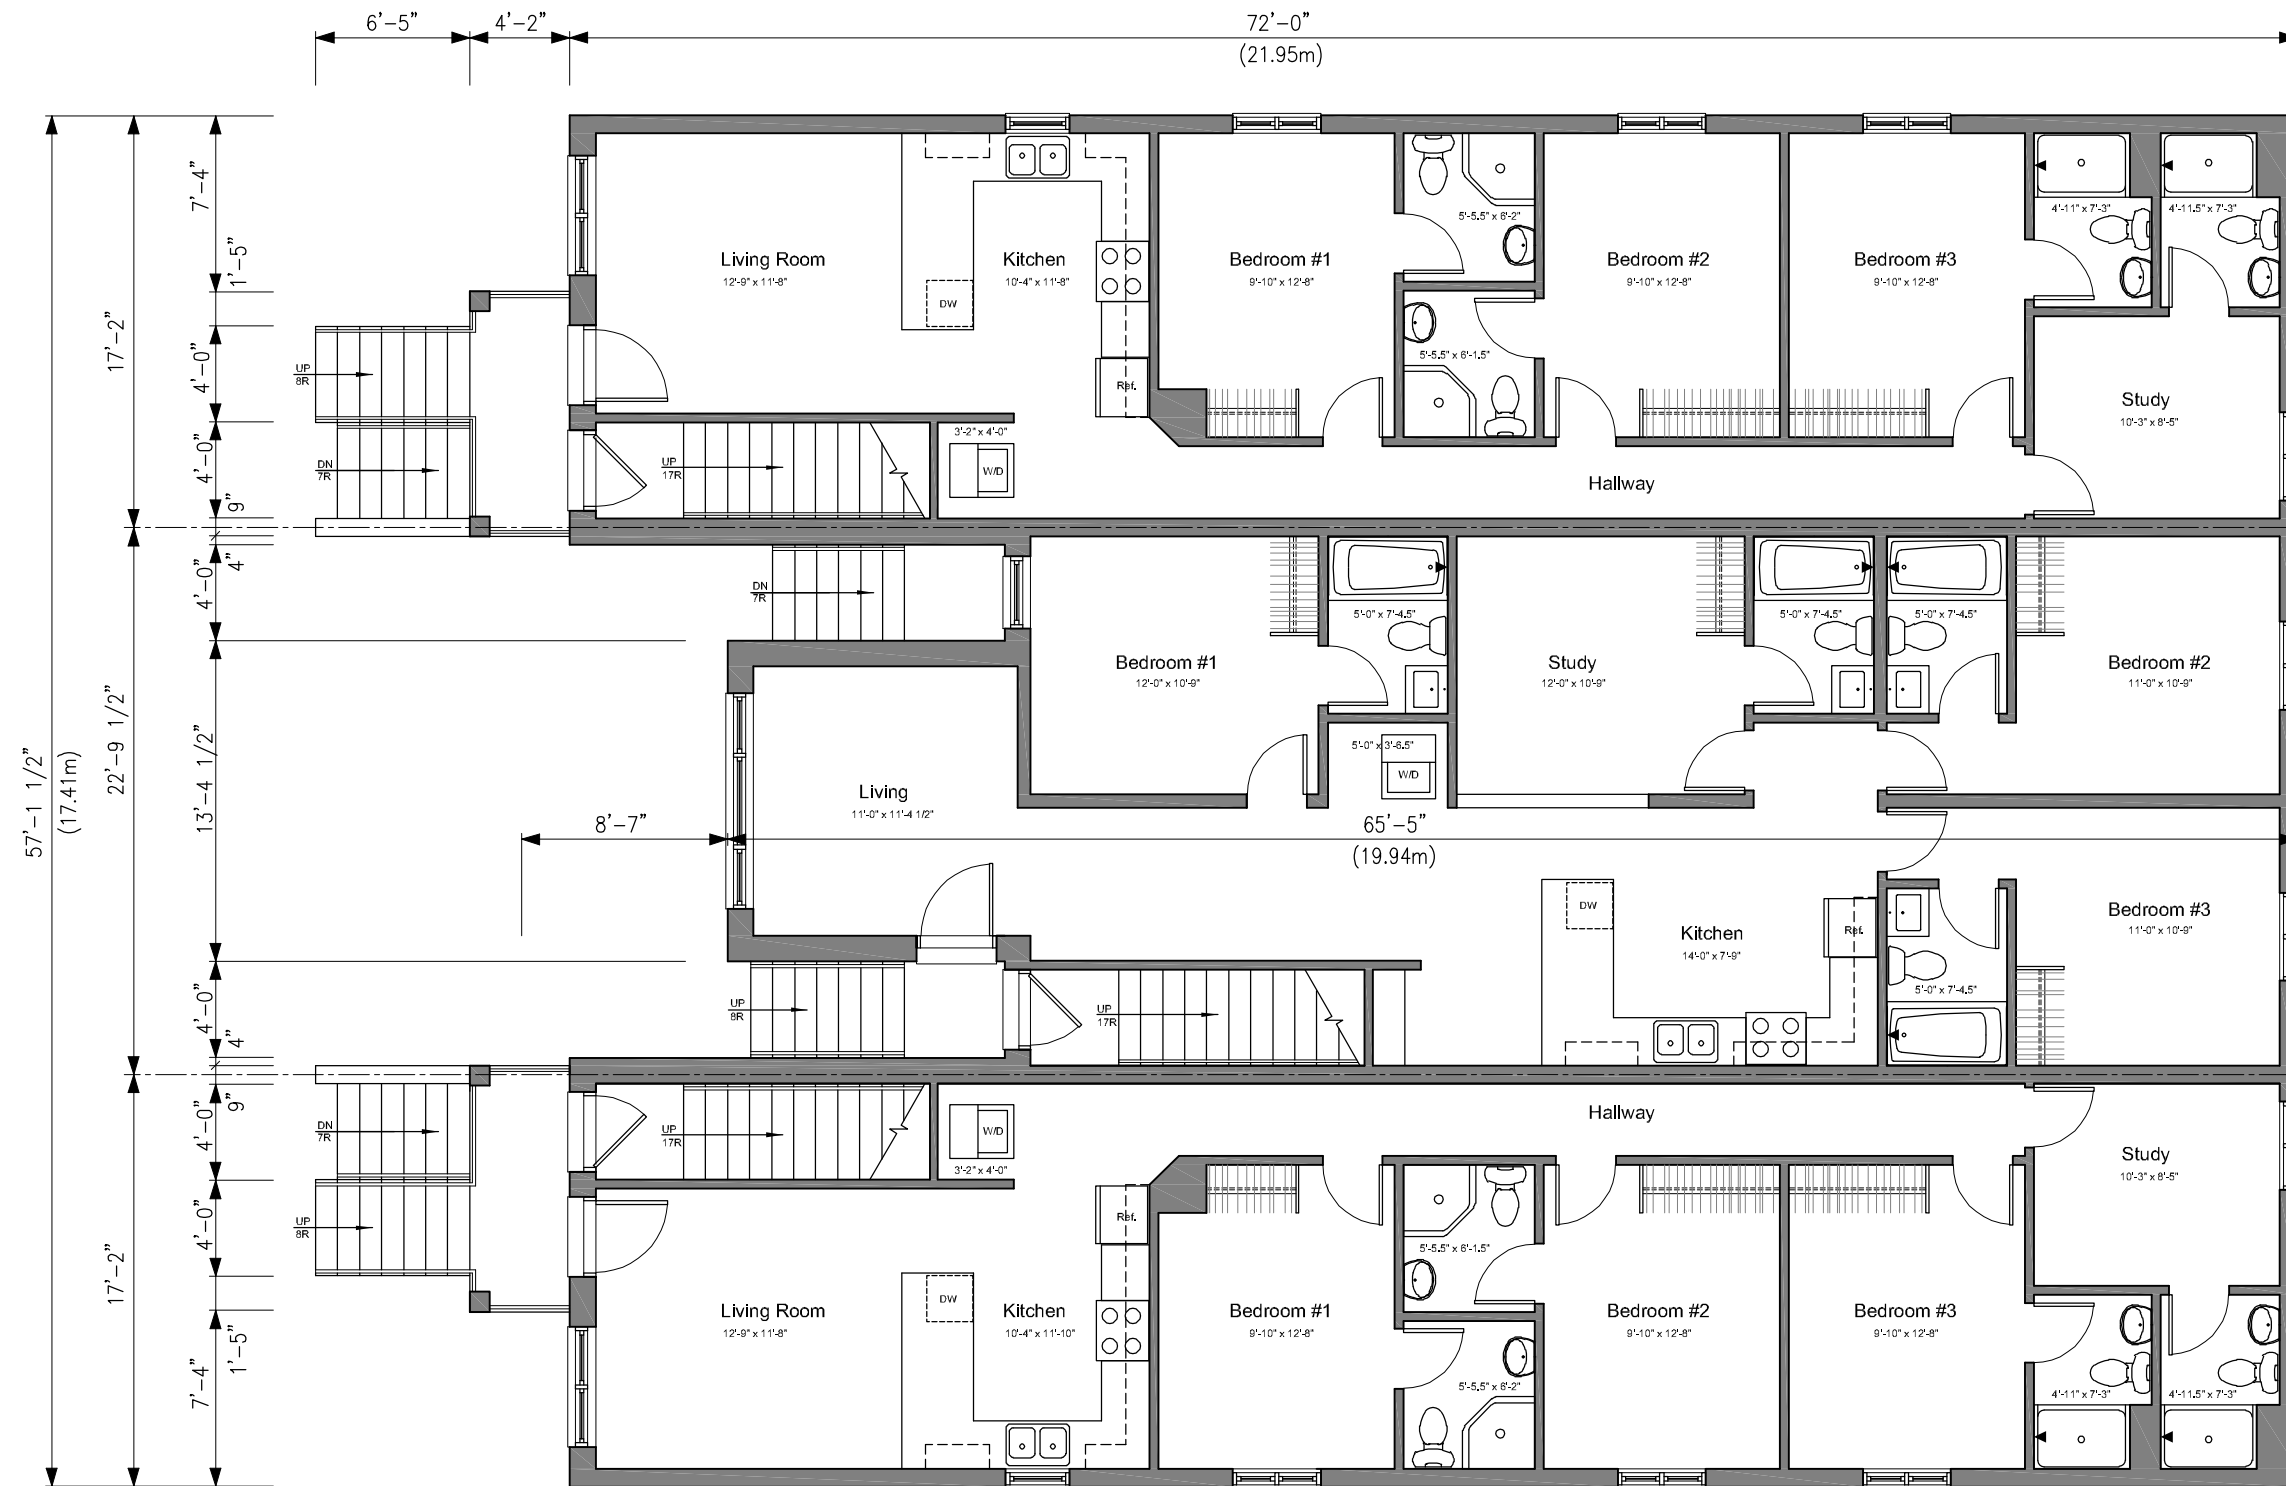 6'-5"
4'-2"
72'-0"
(21.95m)
57'-11 1/2"
(17.41m)
17'-2"
22'-9 1/2"
17'-2"
7'-4"
1'-5"
4'-0"
4'-0"
9"
4"
4'-0"
13'-4 1/2"
4'-0"
4"
9"
4'-0"
4'-0"
1'-5"
7'-4"
Living Room
12'-9" x 11'-8"
Kitchen
10'-4" x 11'-8"
DW
Ref.
Bedroom #1
9'-10" x 12'-8"
5'-5.5" x 6'-2"
5'-5.5" x 6'-1.5"
Bedroom #2
9'-10" x 12'-8"
Bedroom #3
9'-10" x 12'-8"
4'-11" x 7'-3"
4'-11.5" x 7'-3"
Study
10'-3" x 8'-5"
UP
8R
DN
7R
UP
17R
3'-2" x 4'-0"
W/D
Hallway
DN
7R
Bedroom #1
12'-0" x 10'-9"
5'-0" x 7'-4.5"
Study
12'-0" x 10'-9"
5'-0" x 7'-4.5"
5'-0" x 7'-4.5"
Bedroom #2
11'-0" x 10'-9"
5'-0" x 3'-6.5"
W/D
Living
11'-0" x 11'-4 1/2"
8'-7"
65'-5"
(19.94m)
DW
Kitchen
14'-0" x 7'-9"
Ref.
Bedroom #3
11'-0" x 10'-9"
5'-0" x 7'-4.5"
UP
8R
UP
17R
DN
7R
UP
17R
W/D
3'-2" x 4'-0"
Hallway
Study
10'-3" x 8'-5"
UP
8R
Ref.
5'-5.5" x 6'-1.5"
DW
Living Room
12'-9" x 11'-8"
Kitchen
10'-4" x 11'-10"
Bedroom #1
9'-10" x 12'-8"
Bedroom #2
9'-10" x 12'-8"
Bedroom #3
9'-10" x 12'-8"
5'-5.5" x 6'-2"
4'-11" x 7'-3"
4'-11.5" x 7'-3"